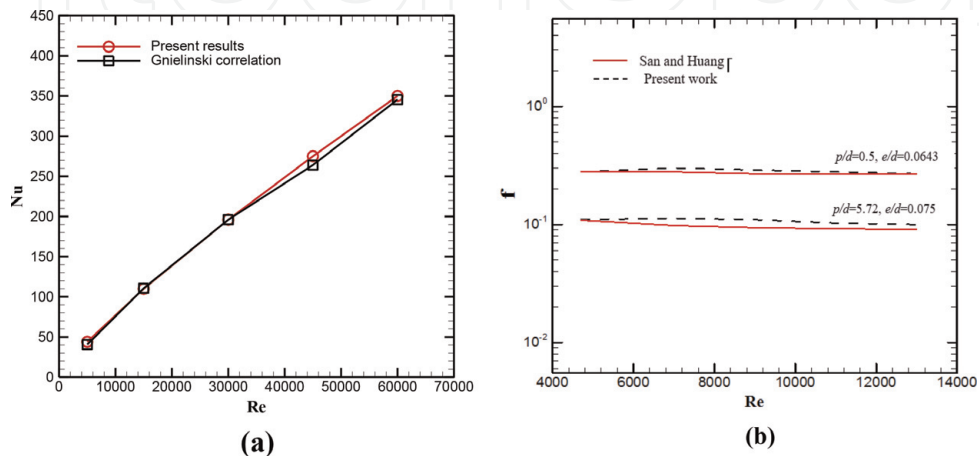 450
400
350
300
250
200
150
100
50
0
Nu
Present results
Gnielinski correlation
0 10000 20000 30000 40000 50000 60000 70000
Re
(a)
f
10^0
10^-1
10^-2
San and Huang
Present work
p/d=0.5, e/d=0.0643
p/d=5.72, e/d=0.075
4000 6000 8000 10000 12000 14000
Re
(b)